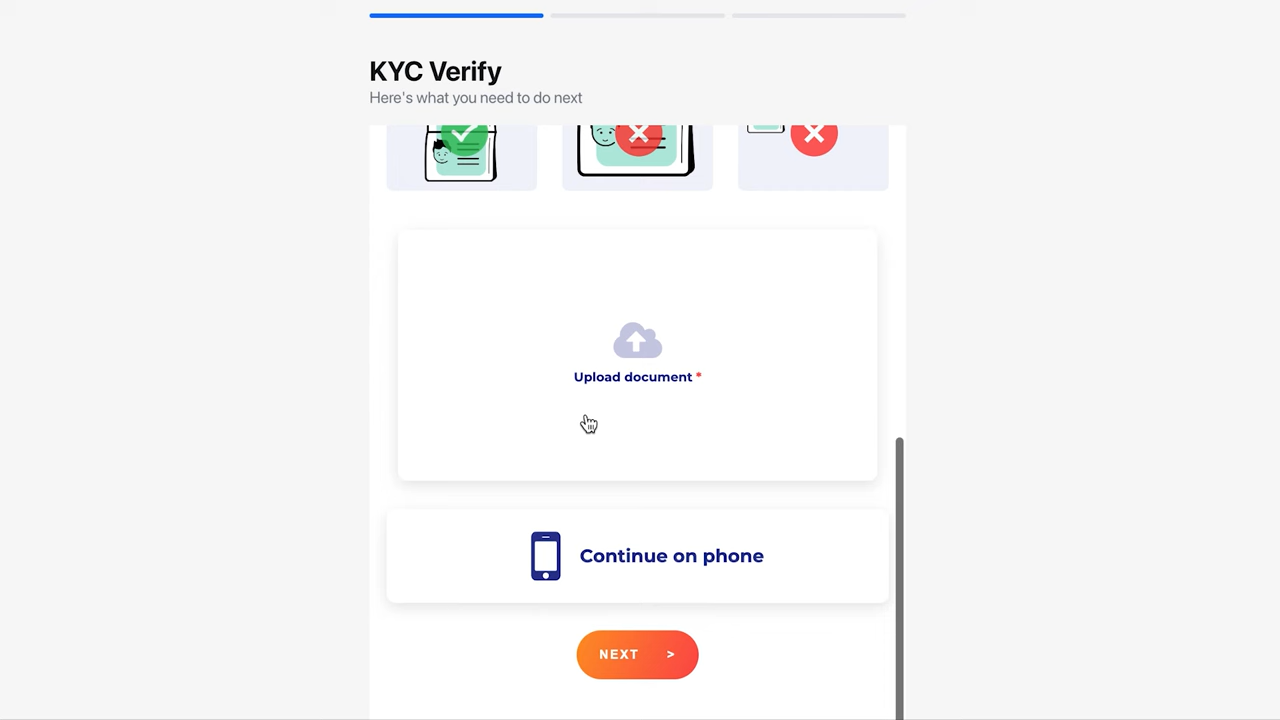 KYC Verify
Here's what you need to do next
Upload document *
Continue on phone
NEXT >